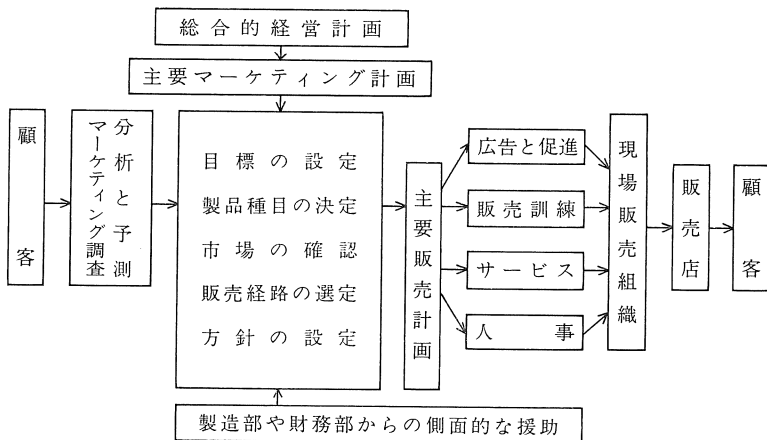 総合的経営計画
主要マーケティング計画
顧客
マーケティング調査
分析と予測
目標の設定
製品種目の決定
市場の確認
販売経路の選定
方針の設定
主要販売計画
広告と促進
販売訓練
サービス
人事
現場販売組織
販売店
顧客
製造部や財務部からの側面的な援助